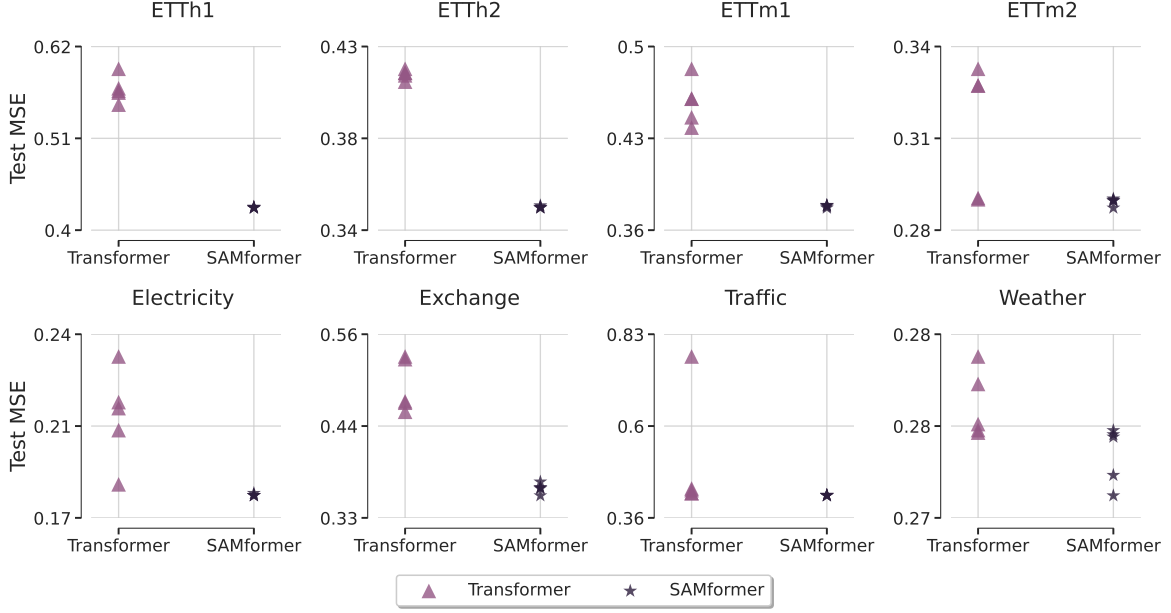 ETTh1 ETTh2 ETTm1 ETTm2
Test MSE
0.62 0.43 0.5 0.34
0.51 0.38 0.43 0.31
0.4 0.34 0.36 0.28
Transformer SAMformer Transformer SAMformer Transformer SAMformer Transformer SAMformer
Electricity Exchange Traffic Weather
Test MSE
0.24 0.56 0.83 0.28
0.21 0.44 0.6 0.28
0.17 0.33 0.36 0.27
Transformer SAMformer Transformer SAMformer Transformer SAMformer Transformer SAMformer
Transformer SAMformer